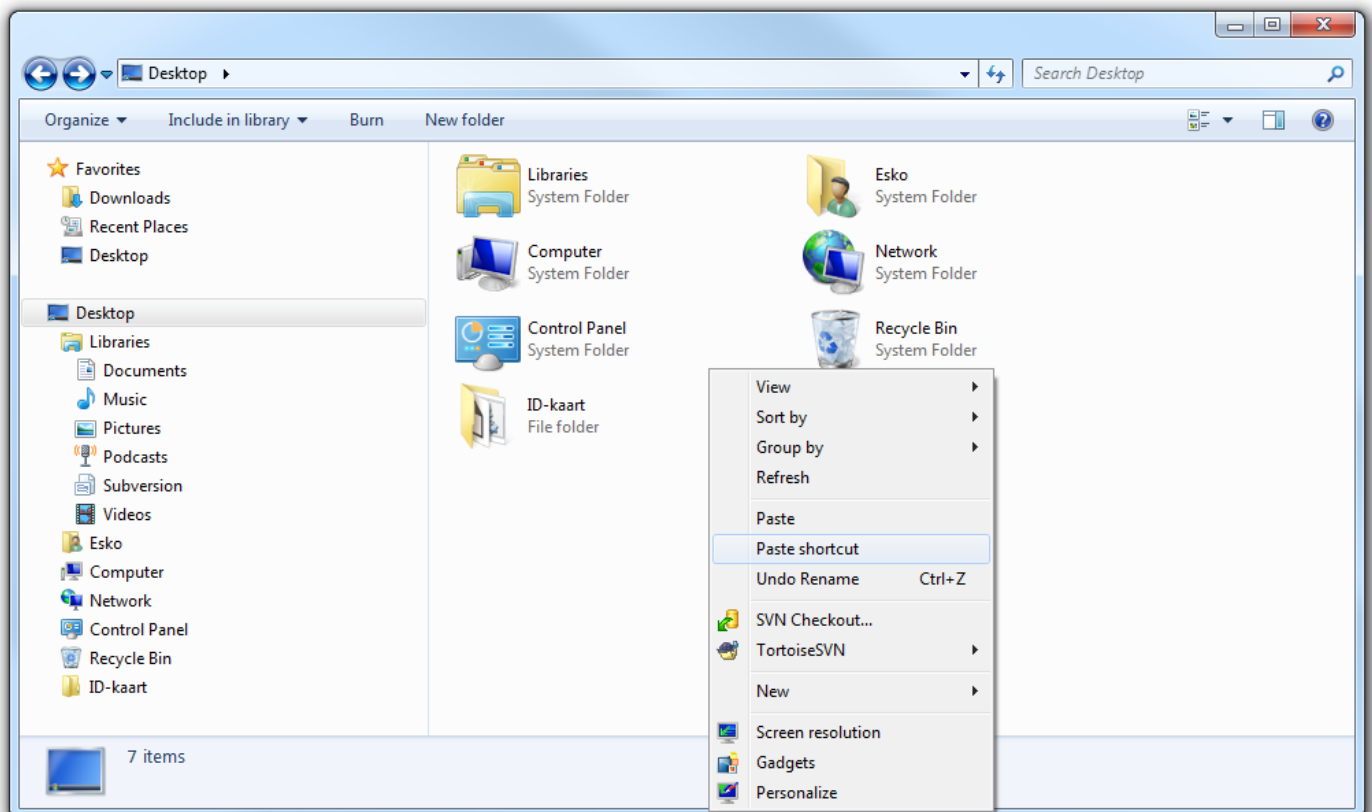 Desktop
Search Desktop
Organize
Include in library
Burn
New folder
Favorites
Downloads
Recent Places
Desktop
Desktop
Libraries
Documents
Music
Pictures
Podcasts
Subversion
Videos
Esko
Computer
Network
Control Panel
Recycle Bin
ID-kaart
Libraries
System Folder
Esko
System Folder
Computer
System Folder
Network
System Folder
Control Panel
System Folder
Recycle Bin
System Folder
ID-kaart
File folder
View
Sort by
Group by
Refresh
Paste
Paste shortcut
Undo Rename Ctrl+Z
SVN Checkout...
TortoiseSVN
New
Screen resolution
Gadgets
Personalize
7 items